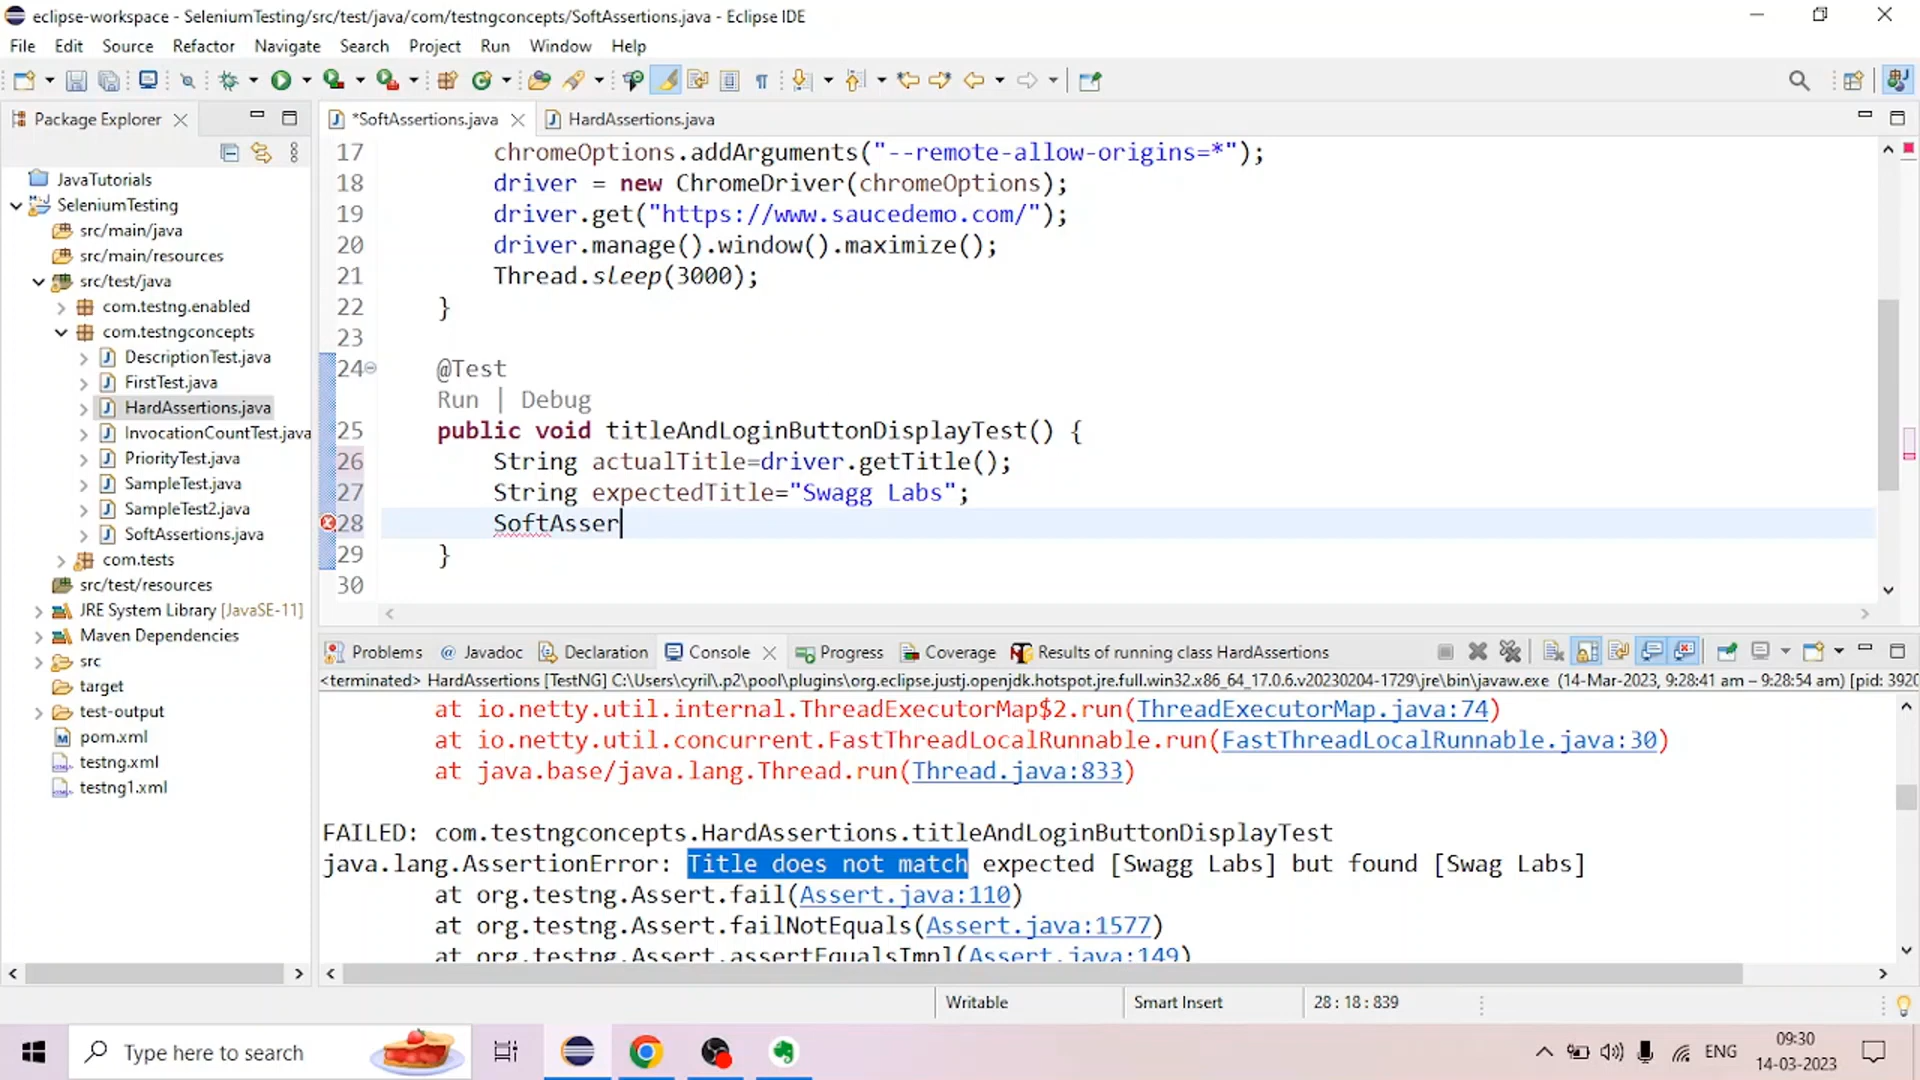 eclipse-workspace - SeleniumTesting/src/test/java/com/testngconcepts/SoftAssertions.java - Eclipse IDE
File Edit Source Refactor Navigate Search Project Run Window Help
Package Explorer
*SoftAssertions.java
HardAssertions.java
JavaTutorials
SeleniumTesting
src/main/java
src/main/resources
src/test/java
com.testng.enabled
com.testngconcepts
DescriptionTest.java
FirstTest.java
HardAssertions.java
InvocationCountTest.java
PriorityTest.java
SampleTest.java
SampleTest2.java
SoftAssertions.java
com.tests
src/test/resources
JRE System Library [JavaSE-11]
Maven Dependencies
src
target
test-output
pom.xml
testng.xml
testng1.xml
17 chromeOptions.addArguments("--remote-allow-origins=*");
18 driver = new ChromeDriver(chromeOptions);
19 driver.get("https://www.saucedemo.com/");
20 driver.manage().window().maximize();
21 Thread.sleep(3000);
22 }
23
24 @Test
Run | Debug
25 public void titleAndLoginButtonDisplayTest() {
26 String actualTitle=driver.getTitle();
27 String expectedTitle="Swagg Labs";
28 SoftAsser
29 }
30
Problems @ Javadoc Declaration Console Progress Coverage Results of running class HardAssertions
<terminated> HardAssertions [TestNG] C:\Users\cyril\.p2\pool\plugins\org.eclipse.justj.openjdk.hotspot.jre.full.win32.x86_64_17.0.6.v20230204-1729\jre\bin\javaw.exe (14-Mar-2023, 9:28:41 am – 9:28:54 am) [pid: 3920
at io.netty.util.internal.ThreadExecutorMap$2.run(ThreadExecutorMap.java:74)
at io.netty.util.concurrent.FastThreadLocalRunnable.run(FastThreadLocalRunnable.java:30)
at java.base/java.lang.Thread.run(Thread.java:833)
FAILED: com.testngconcepts.HardAssertions.titleAndLoginButtonDisplayTest
java.lang.AssertionError: Title does not match expected [Swagg Labs] but found [Swag Labs]
at org.testng.Assert.fail(Assert.java:110)
at org.testng.Assert.failNotEquals(Assert.java:1577)
at org.testng.Assert.assertEqualsImpl(Assert.java:149)
Writable Smart Insert 28 : 18 : 839
Type here to search
ENG
09:30
14-03-2023